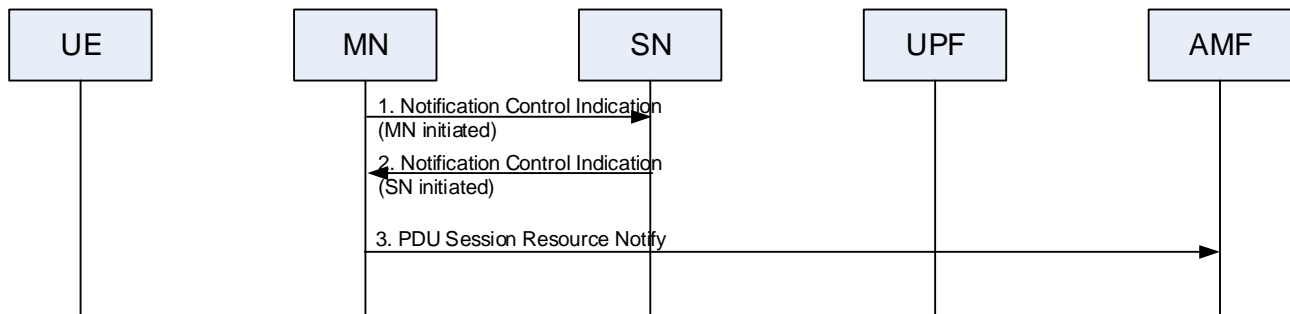 UE
MN
SN
UPF
AMF
1. Notification Control Indication
(MN initiated)
2. Notification Control Indication
(SN initiated)
3. PDU Session Resource Notify